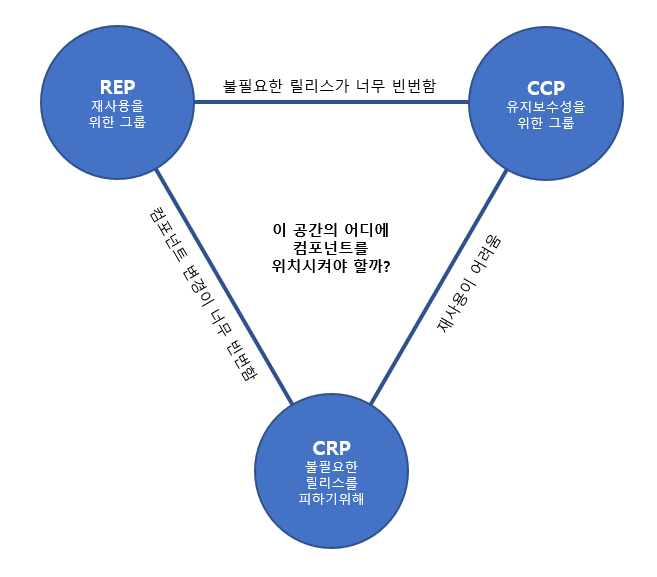 REP
재사용을
위한 그룹
불필요한 릴리스가 너무 빈번함
CCP
유지보수성을
위한 그룹
컴포넌트 변경이 너무 빈번함
이 공간의 어디에
컴포넌트를
위치시켜야 할까?
재사용이 어려움
CRP
불필요한
릴리스를
피하기위해